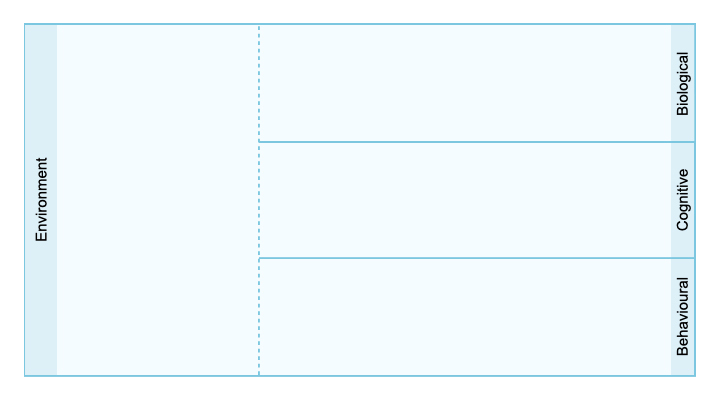 Environment
Biological
Cognitive
Behavioural